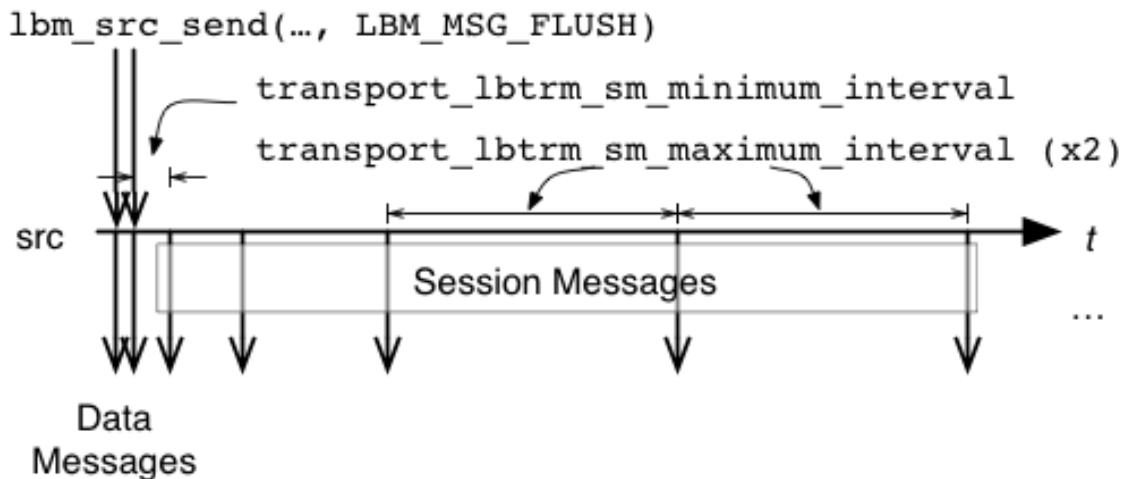 lbm_src_send(…, LBM_MSG_FLUSH)
transport_lbtrm_sm_minimum_interval
transport_lbtrm_sm_maximum_interval (x2)
src
t
Session Messages
…
Data
Messages